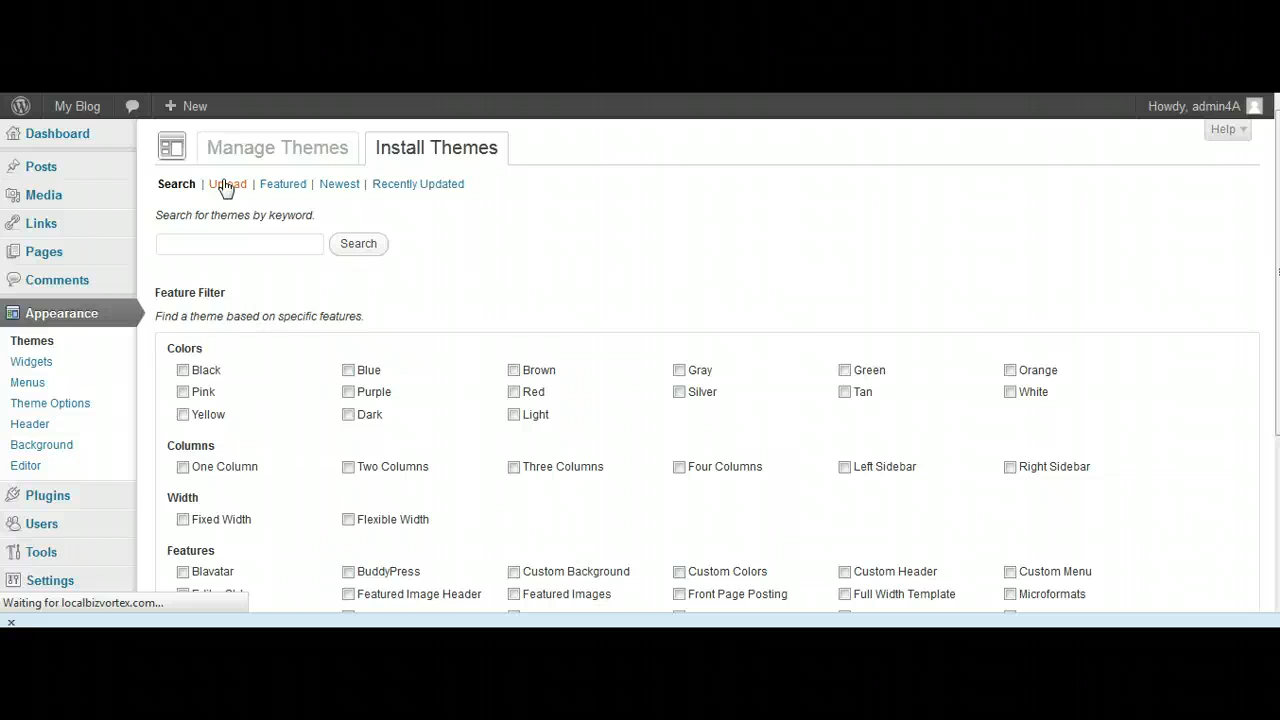 My Blog New Howdy, admin4A
Help
Dashboard
Posts
Media
Links
Pages
Comments
Appearance
Themes
Widgets
Menus
Theme Options
Header
Background
Editor
Plugins
Users
Tools
Settings
Waiting for localbizvortex.com...
Manage Themes Install Themes
Search | Upload | Featured | Newest | Recently Updated
Search for themes by keyword.
Search
Feature Filter
Find a theme based on specific features.
Colors
Black Blue Brown Gray Green Orange
Pink Purple Red Silver Tan White
Yellow Dark Light
Columns
One Column Two Columns Three Columns Four Columns Left Sidebar Right Sidebar
Width
Fixed Width Flexible Width
Features
Blavatar BuddyPress Custom Background Custom Colors Custom Header Custom Menu
Featured Image Header Featured Images Front Page Posting Full Width Template Microformats